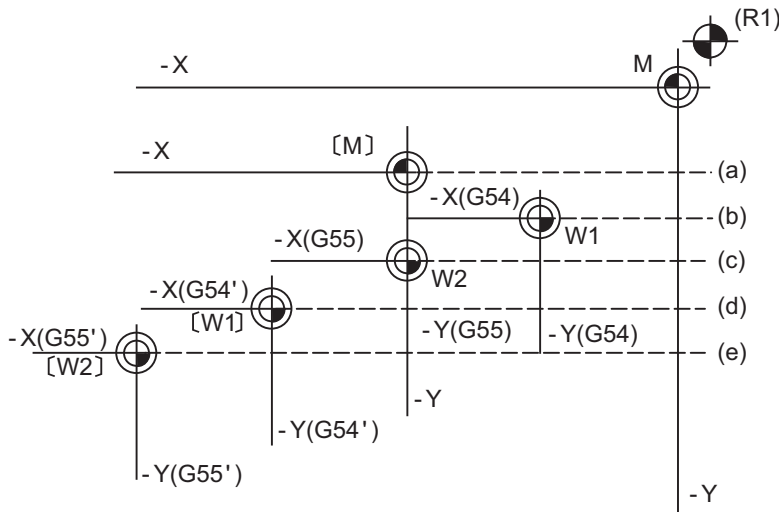 (R1)
M
-X
[M]
-X
(a)
-X(G54)
(b)
W1
-X(G55)
(c)
W2
-X(G54')
(d)
[W1]
-Y(G55)
-Y(G54)
-X(G55')
(e)
[W2]
-Y
-Y(G54')
-Y(G55')
-Y